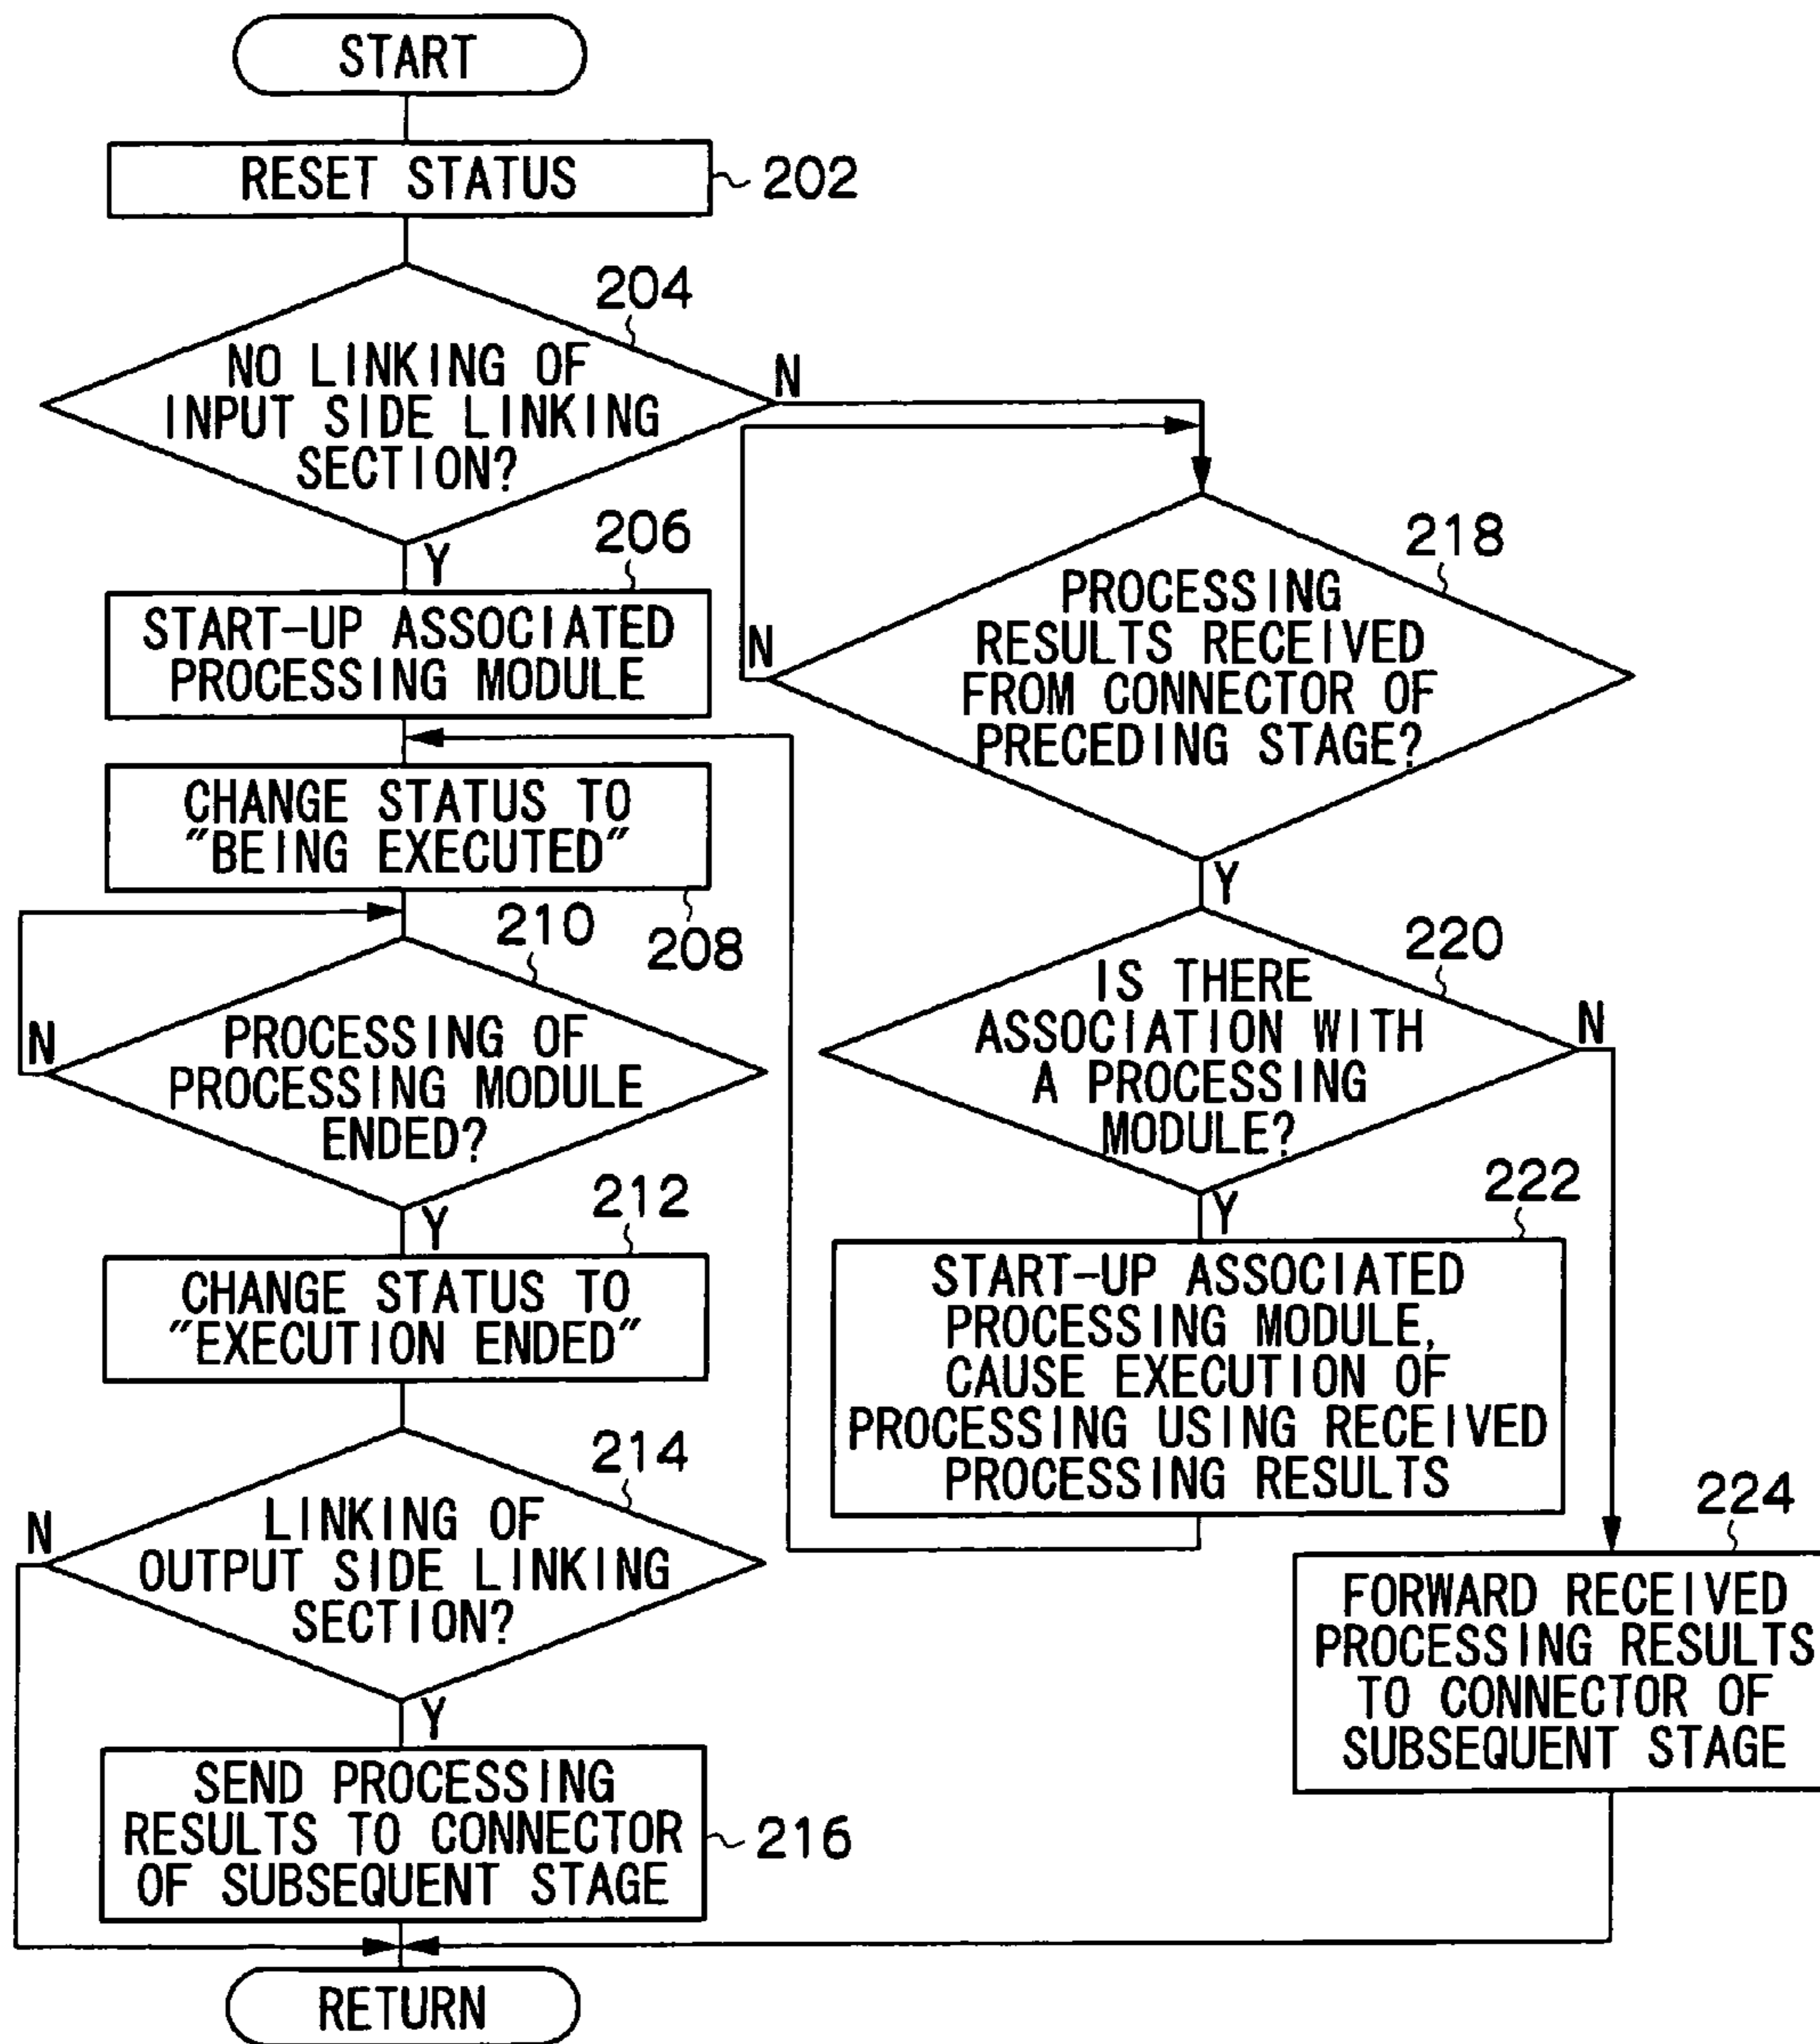 START
RESET STATUS
202
204
NO LINKING OF
INPUT SIDE LINKING
SECTION?
N
Y
206
START-UP ASSOCIATED
PROCESSING MODULE
CHANGE STATUS TO
"BEING EXECUTED"
208
210
PROCESSING OF
PROCESSING MODULE
ENDED?
N
Y
212
CHANGE STATUS TO
"EXECUTION ENDED"
214
LINKING OF
OUTPUT SIDE LINKING
SECTION?
N
Y
SEND PROCESSING
RESULTS TO CONNECTOR
OF SUBSEQUENT STAGE
216
RETURN
218
PROCESSING
RESULTS RECEIVED
FROM CONNECTOR OF
PRECEDING STAGE?
N
Y
220
IS THERE
ASSOCIATION WITH
A PROCESSING
MODULE?
N
Y
222
START-UP ASSOCIATED
PROCESSING MODULE,
CAUSE EXECUTION OF
PROCESSING USING RECEIVED
PROCESSING RESULTS
224
FORWARD RECEIVED
PROCESSING RESULTS
TO CONNECTOR OF
SUBSEQUENT STAGE